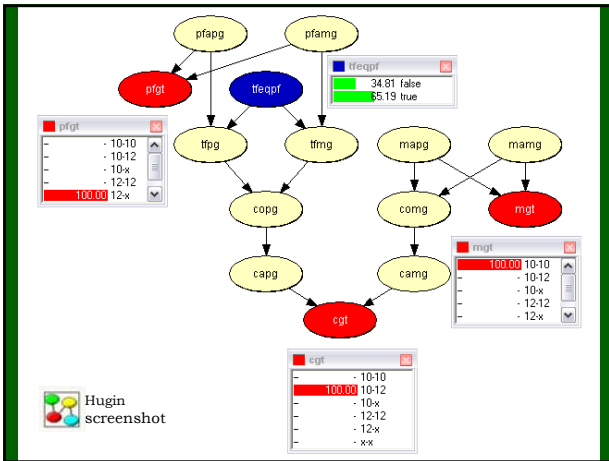 pfapg
pfamg
tfeqpf
34.81 false
65.19 true
pfgt
tfeqpf
pfgt
- - 10-10
- - 10-12
- - 10-x
- - 12-12
100.00 12-x
tfpg
tfmg
mapg
mamg
copg
comg
mgt
capg
camg
mgt
100.00 10-10
- - 10-12
- - 10-x
- - 12-12
- - 12-x
cgt
cgt
- - 10-10
100.00 10-12
- - 10-x
- - 12-12
- - 12-x
- - x-x
Hugin
screenshot